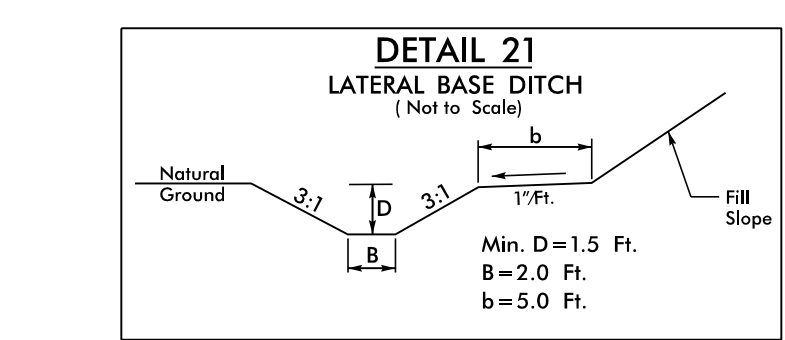 DETAIL 21
LATERAL BASE DITCH
( Not to Scale)
b
Natural
Ground
3:1
D
3:1
1"/Ft.
B
Fill
Slope
Min. D=1.5 Ft.
B=2.0 Ft.
b=5.0 Ft.